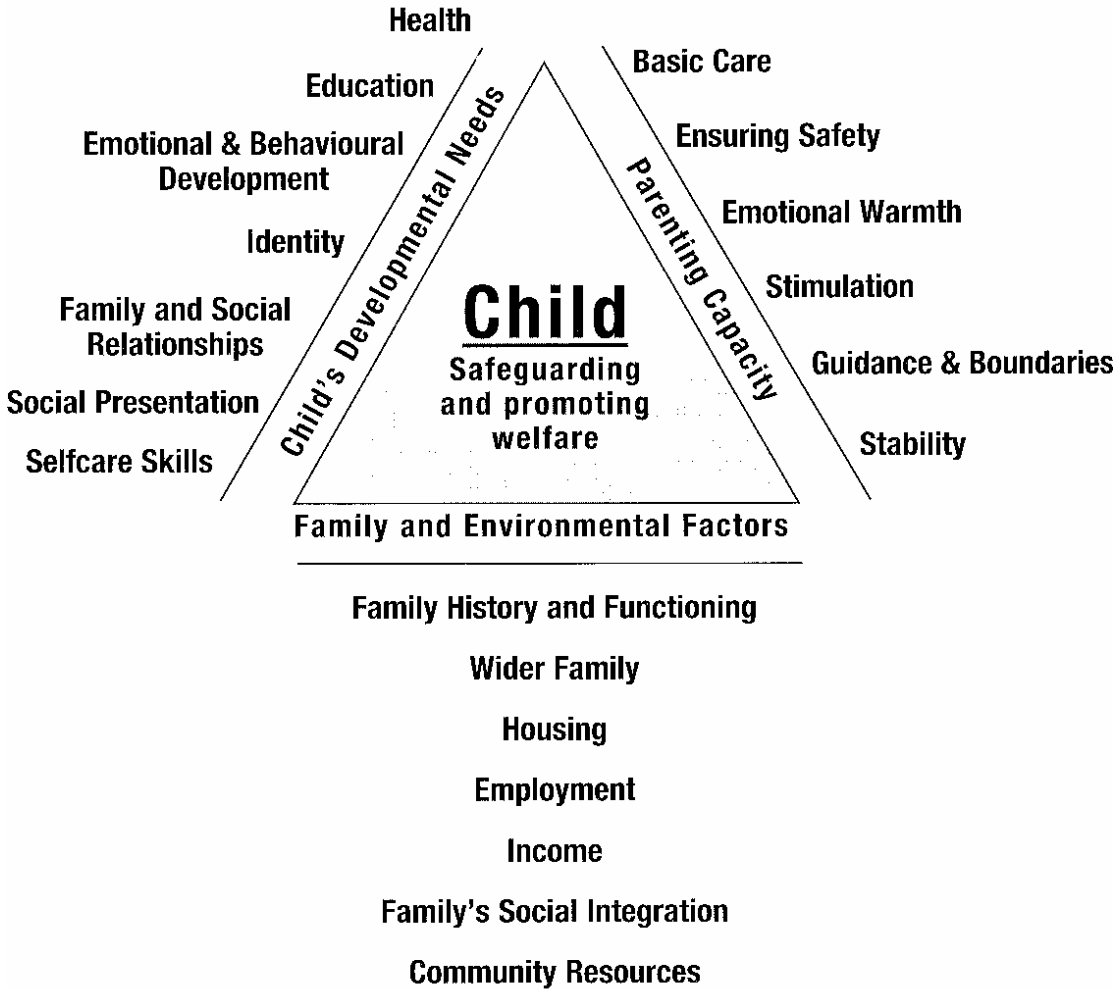 Health
Education
Emotional & Behavioural
Development
Identity
Family and Social
Relationships
Social Presentation
Selfcare Skills
Child's Developmental Needs
Basic Care
Ensuring Safety
Emotional Warmth
Stimulation
Guidance & Boundaries
Stability
Parenting Capacity
Child
Safeguarding
and promoting
welfare
Family and Environmental Factors
Family History and Functioning
Wider Family
Housing
Employment
Income
Family's Social Integration
Community Resources